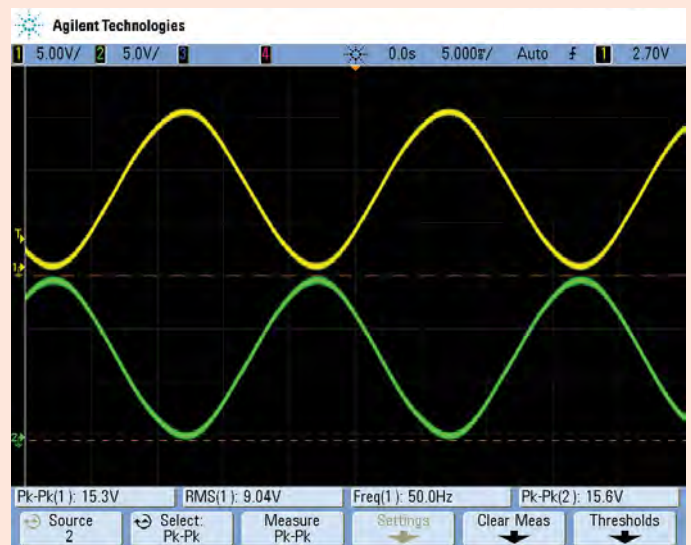 Agilent Technologies
1 5.00V/ 2 5.0V/ 3 4 0.0s 5.000㎳/ Auto 1 2.70V
T
1
2
Pk-Pk(1): 15.3V RMS(1): 9.04V Freq(1): 50.0Hz Pk-Pk(2): 15.6V
Source Select: Measure Settings Clear Meas Thresholds
2 Pk-Pk Pk-Pk